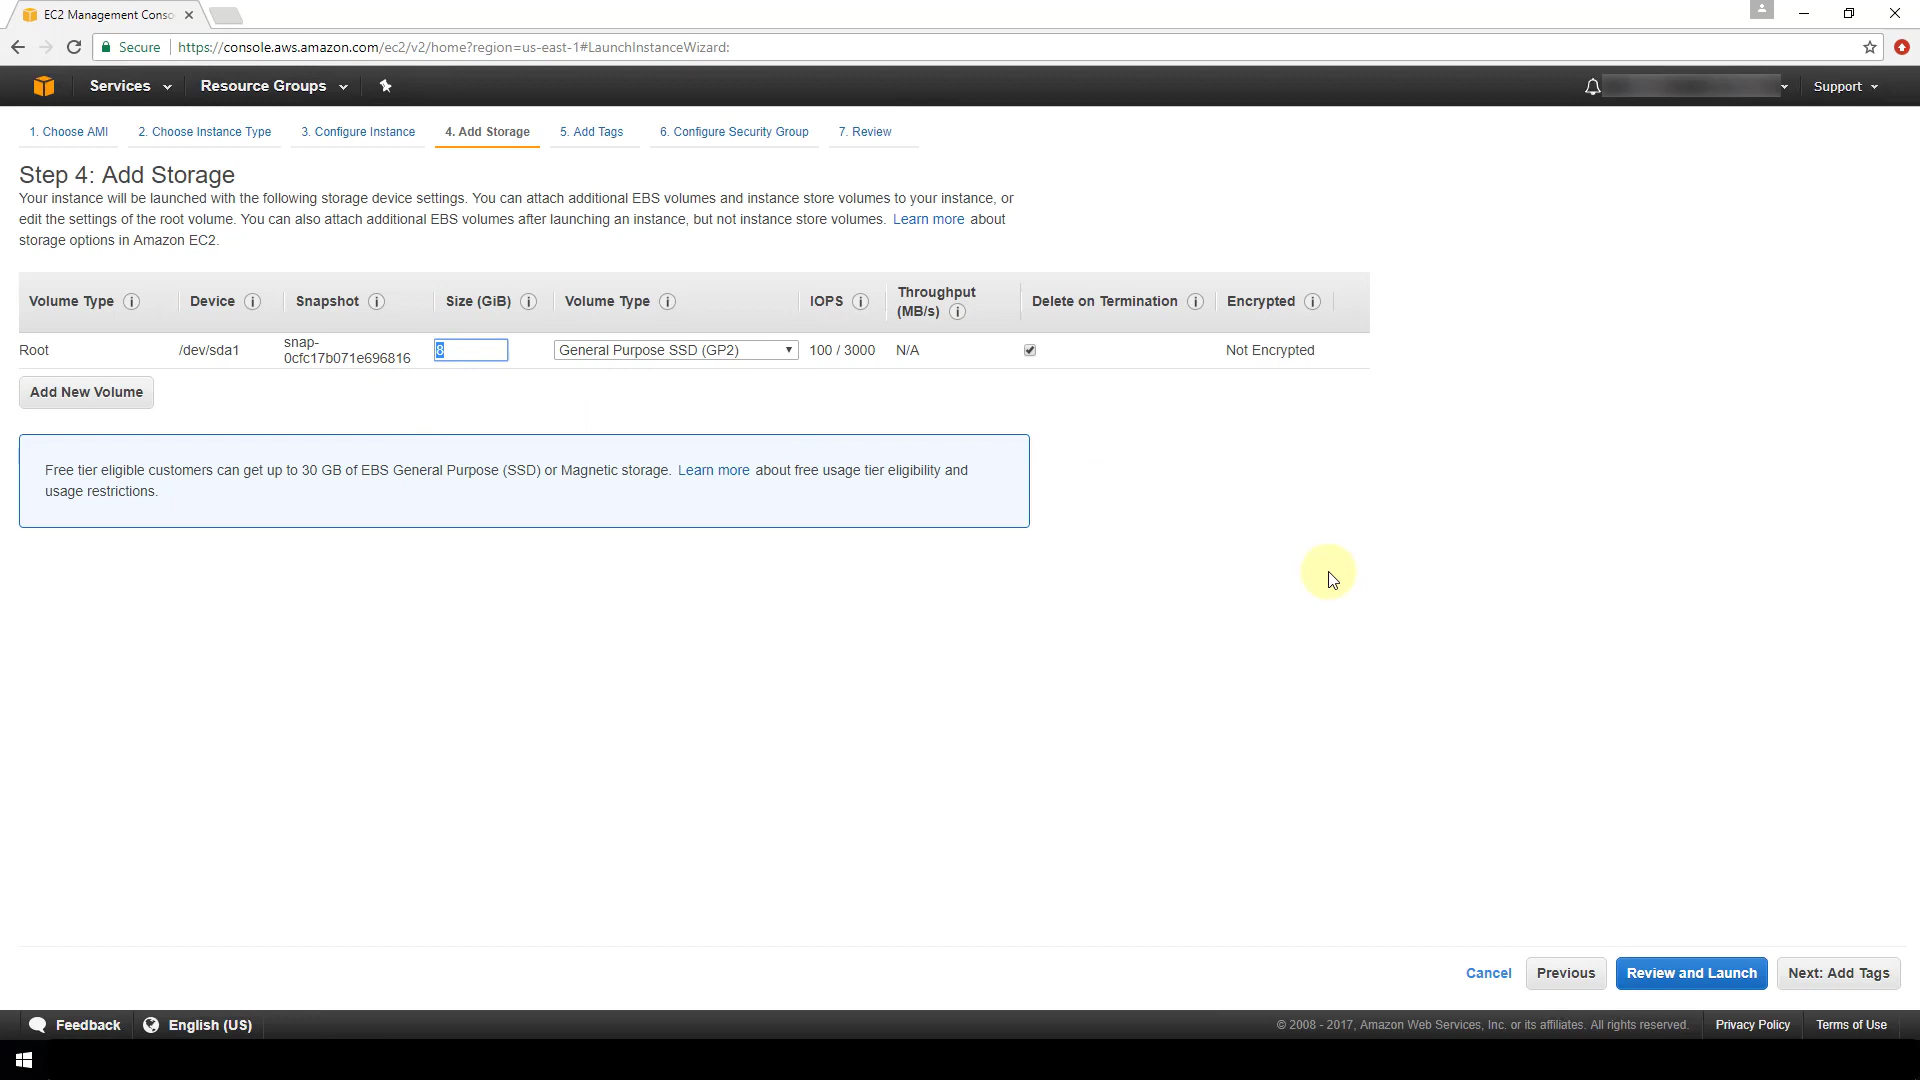 EC2 Management Conso
Secure
https://console.aws.amazon.com/ec2/v2/home?region=us-east-1#LaunchInstanceWizard:
Services
Resource Groups
Support
1. Choose AMI
2. Choose Instance Type
3. Configure Instance
4. Add Storage
5. Add Tags
6. Configure Security Group
7. Review
Step 4: Add Storage
Your instance will be launched with the following storage device settings. You can attach additional EBS volumes and instance store volumes to your instance, or
edit the settings of the root volume. You can also attach additional EBS volumes after launching an instance, but not instance store volumes. Learn more about
storage options in Amazon EC2.
Volume Type
Device
Snapshot
Size (GiB)
Volume Type
IOPS
Throughput
(MB/s)
Delete on Termination
Encrypted
Root
/dev/sda1
snap-
0cfc17b071e696816
8
General Purpose SSD (GP2)
100 / 3000
N/A
Not Encrypted
Add New Volume
Free tier eligible customers can get up to 30 GB of EBS General Purpose (SSD) or Magnetic storage. Learn more about free usage tier eligibility and
usage restrictions.
Cancel
Previous
Review and Launch
Next: Add Tags
Feedback
English (US)
© 2008 - 2017, Amazon Web Services, Inc. or its affiliates. All rights reserved.
Privacy Policy
Terms of Use